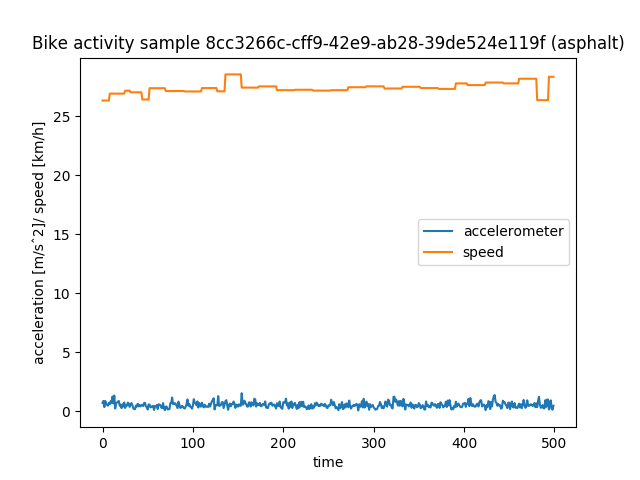 Bike activity sample 8cc3266c-cff9-42e9-ab28-39de524e119f (asphalt)
acceleration [m/s^2]/ speed [km/h]
25
20
15
10
5
0
accelerometer
speed
0 100 200 300 400 500
time